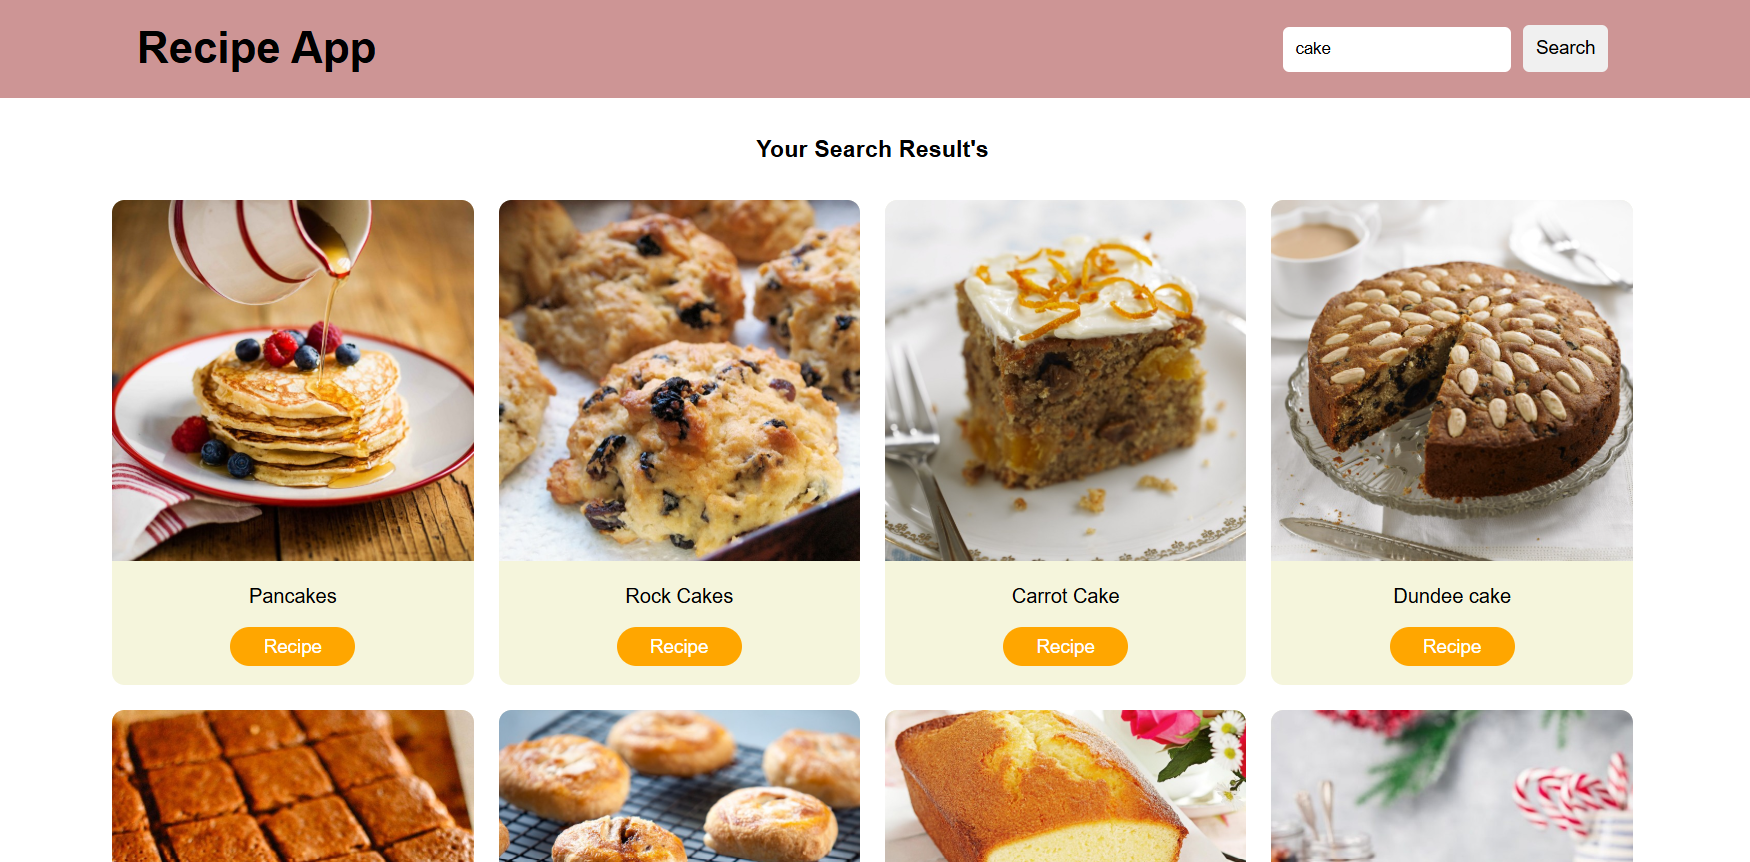 Recipe App
cake
Search
Your Search Result's
Pancakes
Rock Cakes
Carrot Cake
Dundee cake
Recipe
Recipe
Recipe
Recipe